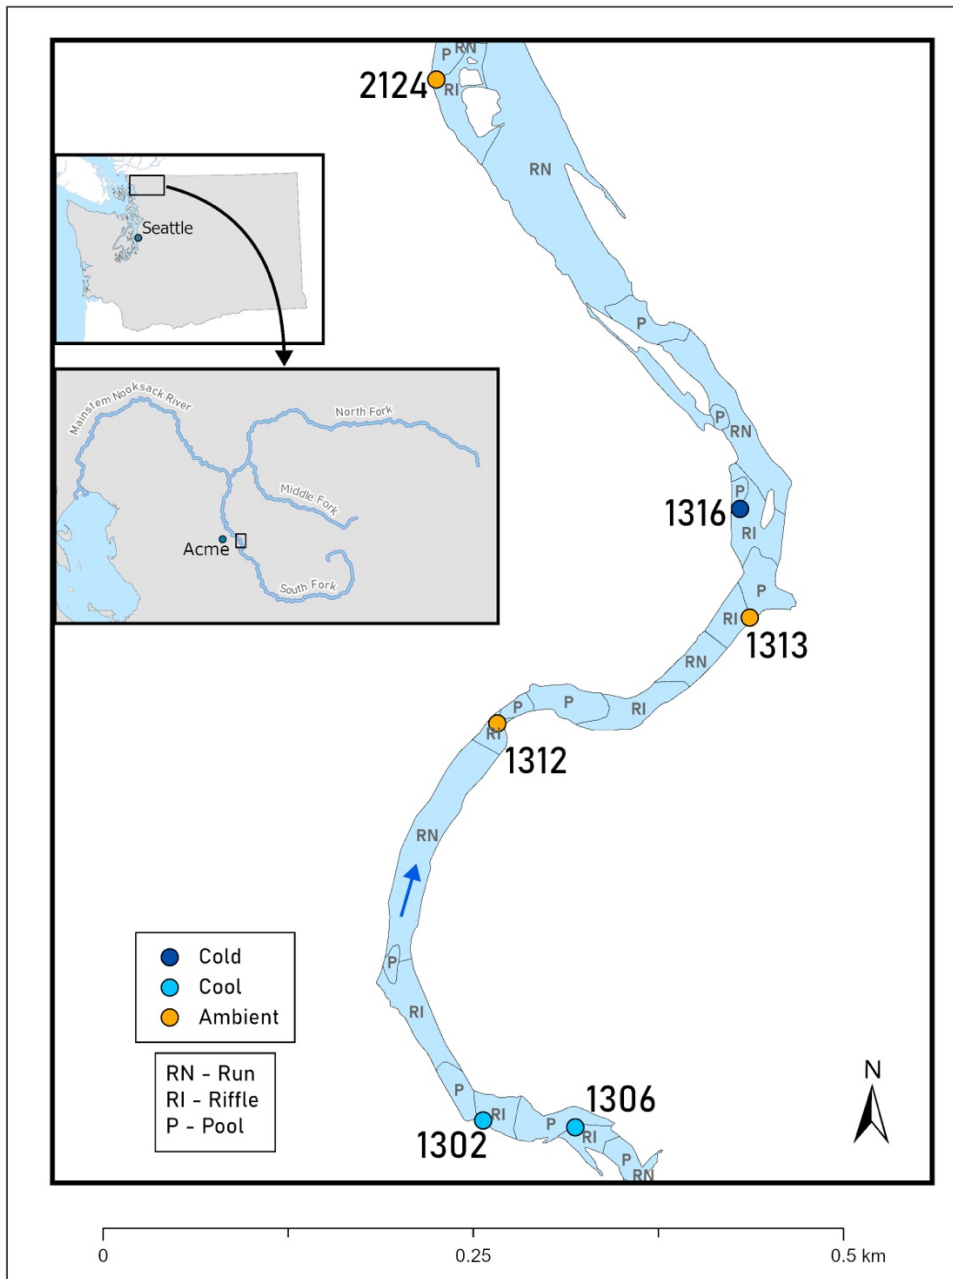 P
RN
2124
RI
RN
Seattle
P
Mainstem Nooksack River
North Fork
P
RN
Middle Fork
P
1316
RI
Acme
South Fork
P
RI
1313
RN
P
P
RI
RI
1312
RN
Cold
Cool
Ambient
P
RI
RN - Run
RI - Riffle
P - Pool
N
P
RI
1306
P
RI
1302
P
RN
0
0.25
0.5 km